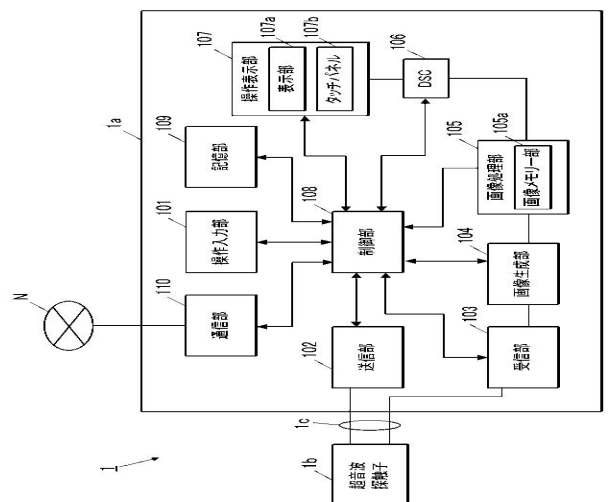 1
N
1a
1b
超音波
探触子
1c
102
送信部
103
受信部
104
画像生成部
105
画像処理部
105a
画像メモリー部
106
DSC
107
操作表示部
107a
表示部
107b
タッチパネル
108
制御部
109
記憶部
101
操作入力部
110
通信部